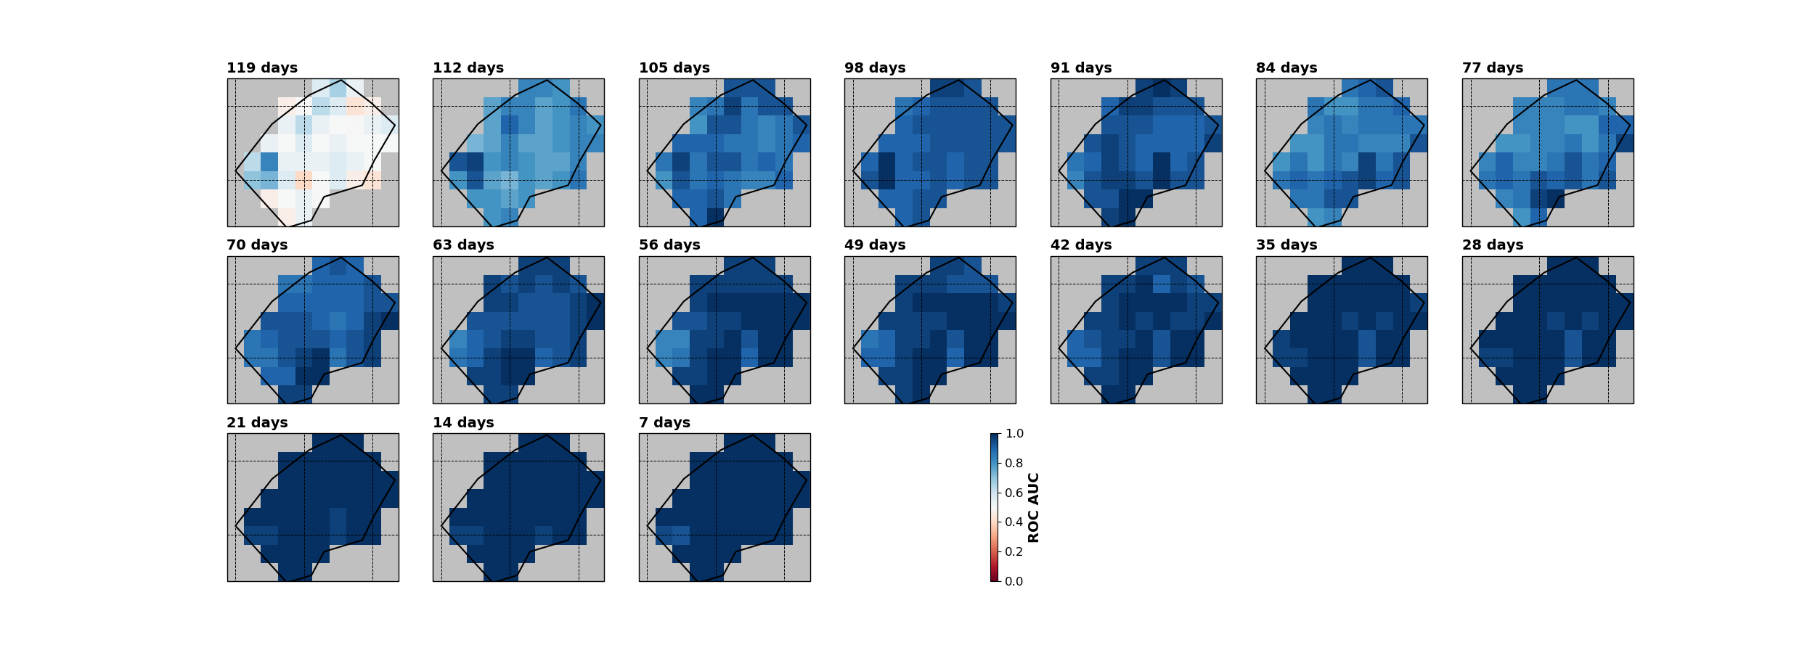 119 days
112 days
105 days
98 days
91 days
84 days
77 days
70 days
63 days
56 days
49 days
42 days
35 days
28 days
21 days
14 days
7 days
1.0
0.8
0.6
0.4
0.2
0.0
ROC AUC